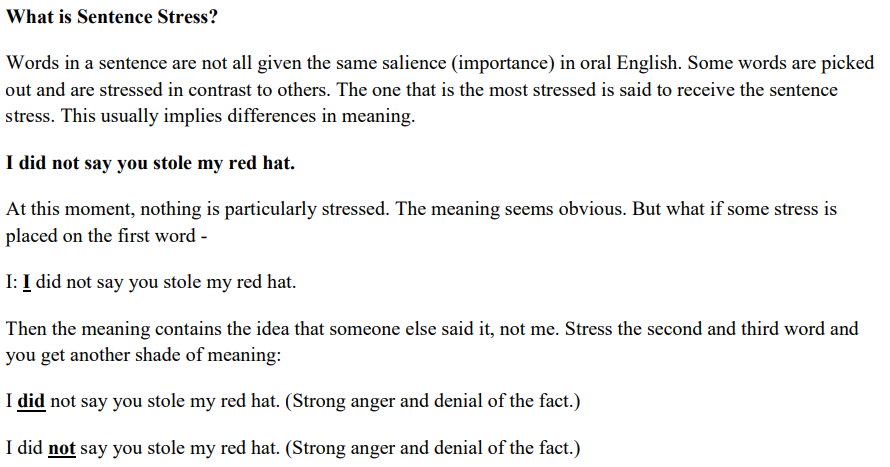 What is Sentence Stress?
Words in a sentence are not all given the same salience (importance) in oral English. Some words are picked
out and are stressed in contrast to others. The one that is the most stressed is said to receive the sentence
stress. This usually implies differences in meaning.
I did not say you stole my red hat.
At this moment, nothing is particularly stressed. The meaning seems obvious. But what if some stress is
placed on the first word -
I: I did not say you stole my red hat.
Then the meaning contains the idea that someone else said it, not me. Stress the second and third word and
you get another shade of meaning:
I did not say you stole my red hat. (Strong anger and denial of the fact.)
I did not say you stole my red hat. (Strong anger and denial of the fact.)